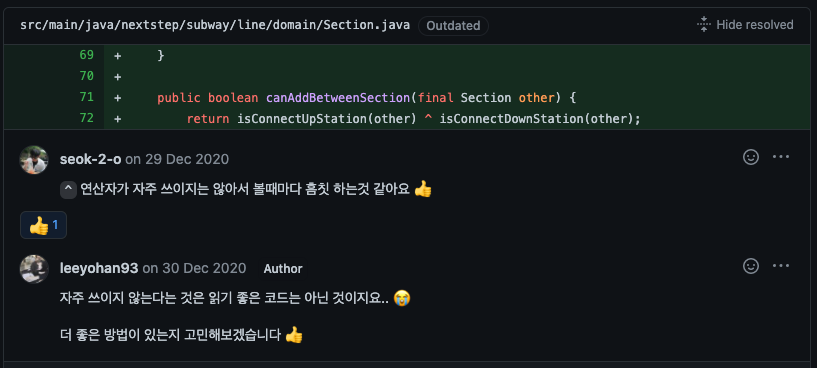 src/main/java/nextstep/subway/line/domain/Section.java Outdated Hide resolved
69 + }
70 +
71 + public boolean canAddBetweenSection(final Section other) {
72 + return isConnectUpStation(other) ^ isConnectDownStation(other);
seok-2-o on 29 Dec 2020
^ 연산자가 자주 쓰이지는 않아서 볼때마다 흠칫 하는것 같아요 👍
👍 1
leeyohan93 on 30 Dec 2020 Author
자주 쓰이지 않는다는 것은 읽기 좋은 코드는 아닌 것이지요.. 😭
더 좋은 방법이 있는지 고민해보겠습니다 👍